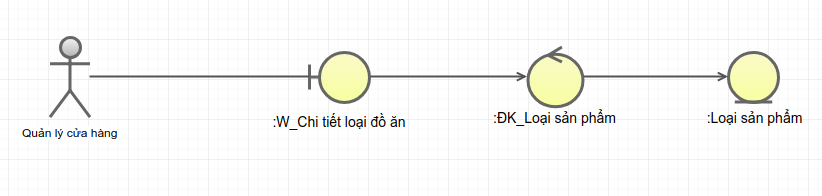 Quản lý cửa hàng
:W_Chi tiết loại đồ ăn
:ĐK_Loại sản phẩm
:Loại sản phẩm